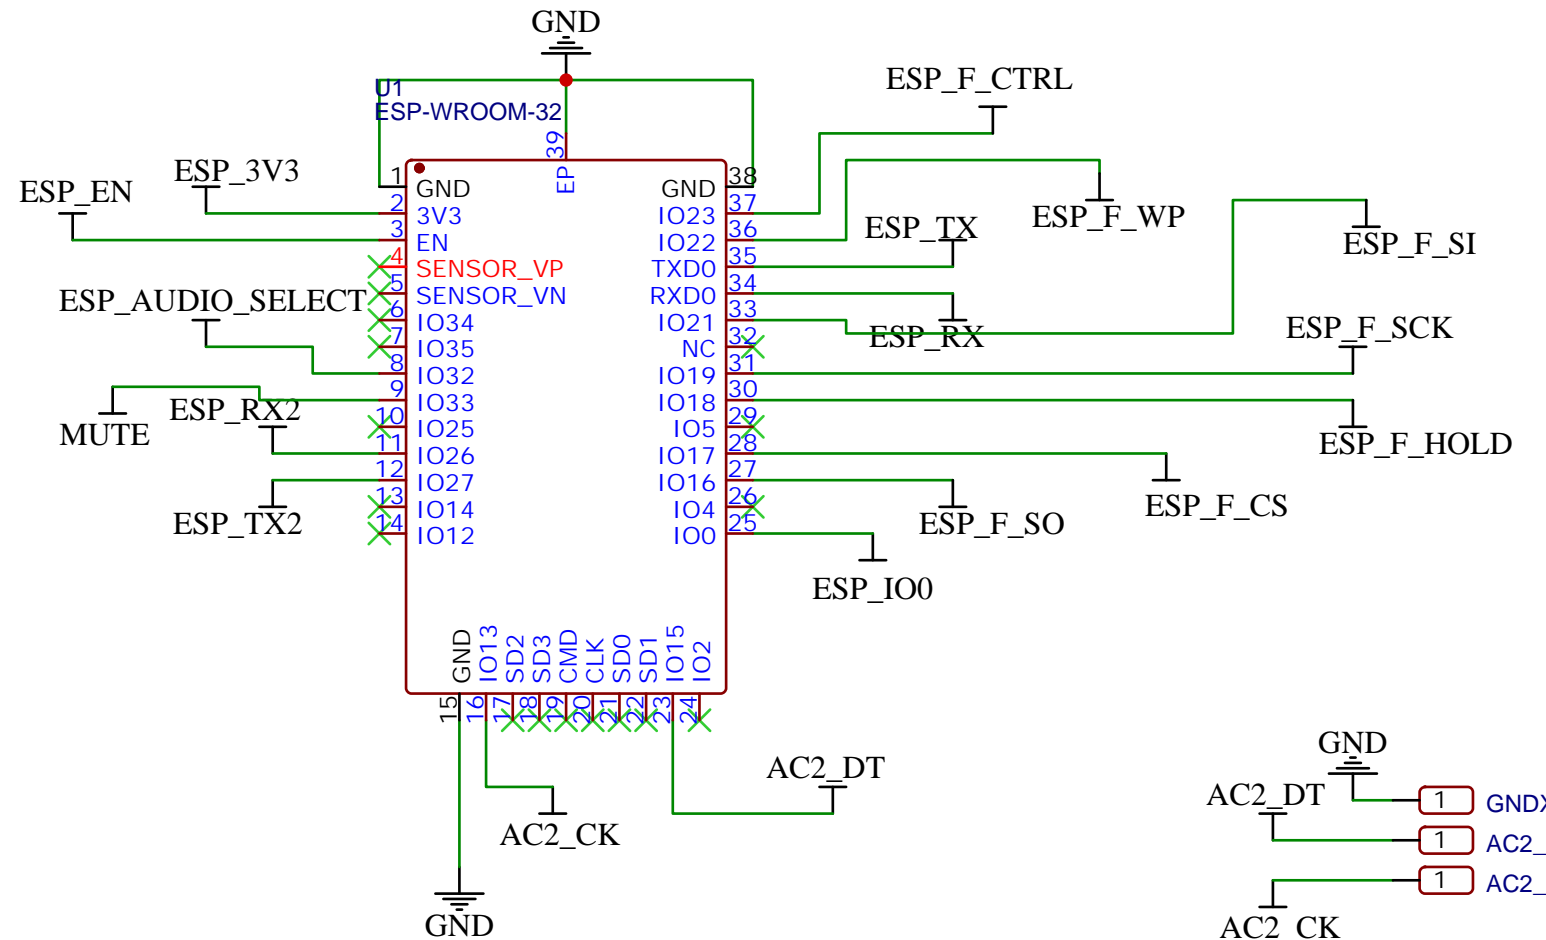 GND
U1
ESP-WROOM-32
ESP_F_CTRL
ESP_3V3
ESP_EN
ESP_AUDIO_SELECT
MUTE
ESP_RX2
ESP_TX2
ESP_F_WP
ESP_TX
ESP_RX
ESP_F_SI
ESP_F_SCK
ESP_F_HOLD
ESP_F_CS
ESP_F_SO
ESP_IO0
39
EP
1 GND
2 3V3
3 EN
4 SENSOR_VP
5 SENSOR_VN
6 IO34
7 IO35
8 IO32
9 IO33
10 IO25
11 IO26
12 IO27
13 IO14
14 IO12
GND 38
IO23 37
IO22 36
TXD0 35
RXD0 34
IO21 33
NC 32
IO19 31
IO18 30
IO5 29
IO17 28
IO16 27
IO4 26
IO0 25
15 GND
16 IO13
17 SD2
18 SD3
19 CMD
20 CLK
21 SD0
22 SD1
23 IO15
24 IO2
AC2_CK
AC2_DT
GND
GND
AC2_DT
AC2_CK
1 GNDX
1 AC2_
1 AC2_